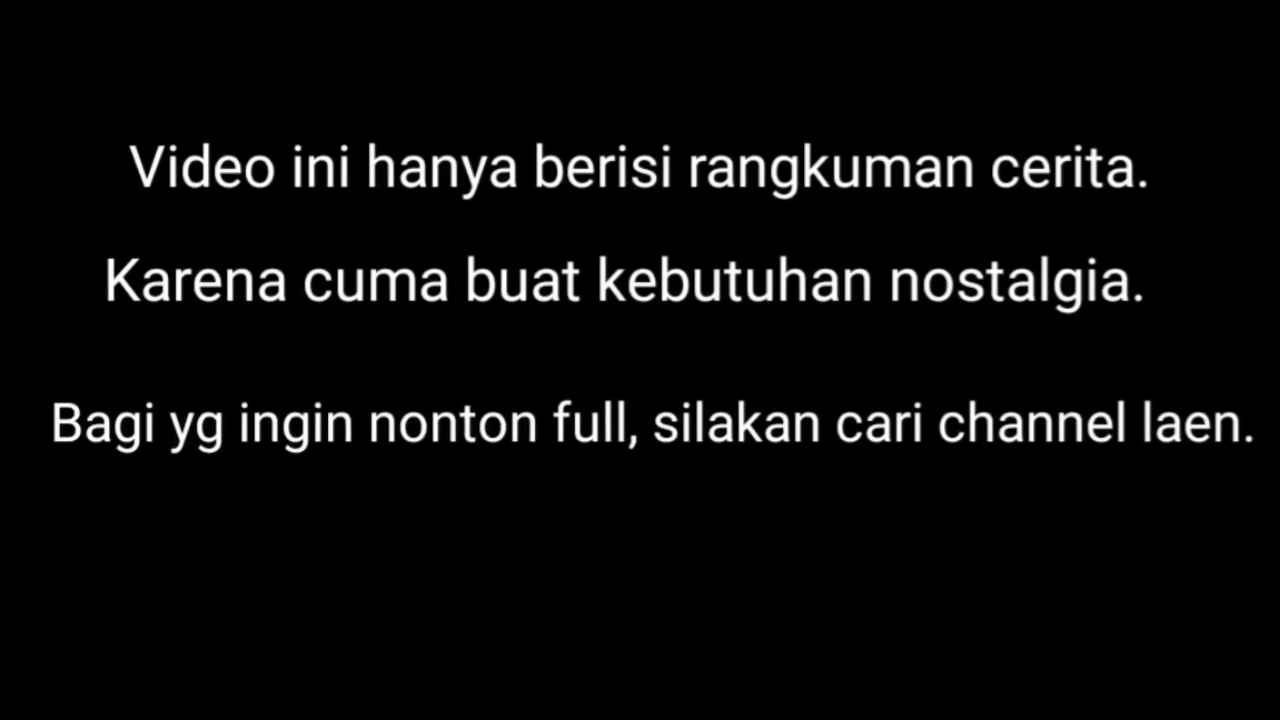 Video ini hanya berisi rangkuman cerita.
Karena cuma buat kebutuhan nostalgia.
Bagi yg ingin nonton full, silakan cari channel laen.